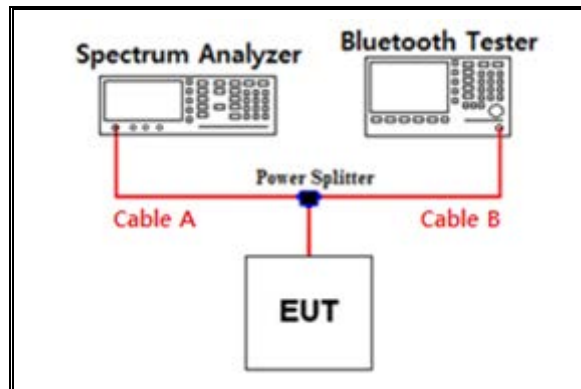 Spectrum Analyzer
Bluetooth Tester
Power Splitter
Cable A
Cable B
EUT